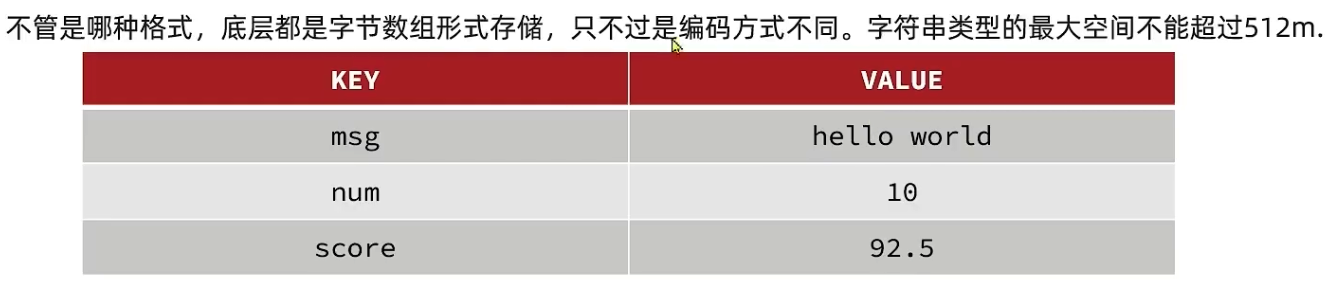 不管是哪种格式，底层都是字节数组形式存储，只不过是编码方式不同。字符串类型的最大空间不能超过512m.
KEY VALUE
msg hello world
num 10
score 92.5